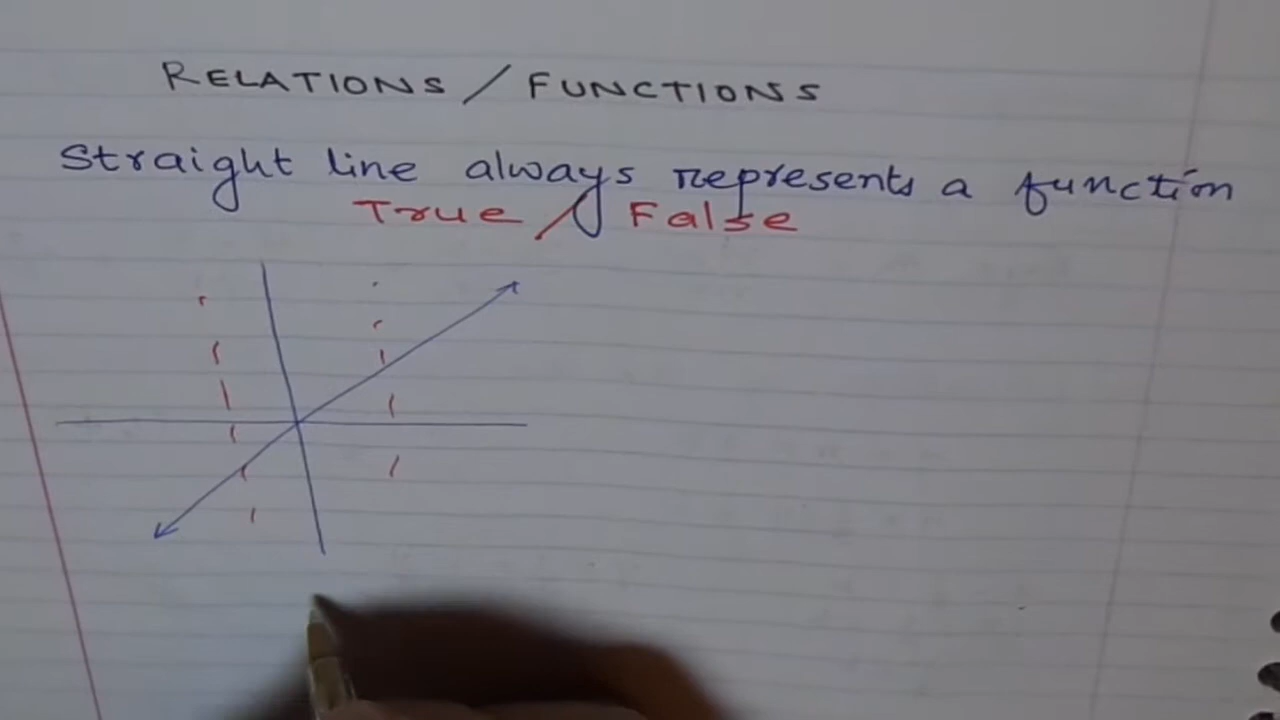 RELATIONS / FUNCTIONS
Straight line always represents a function
True / False